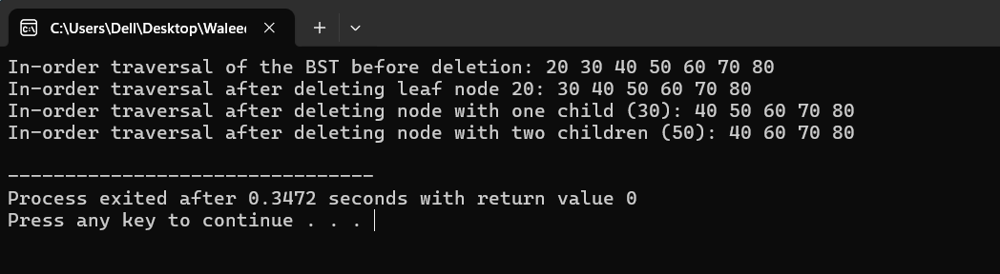 C:\Users\Dell\Desktop\Walee
In-order traversal of the BST before deletion: 20 30 40 50 60 70 80
In-order traversal after deleting leaf node 20: 30 40 50 60 70 80
In-order traversal after deleting node with one child (30): 40 50 60 70 80
In-order traversal after deleting node with two children (50): 40 60 70 80
--------------------------------
Process exited after 0.3472 seconds with return value 0
Press any key to continue . . .